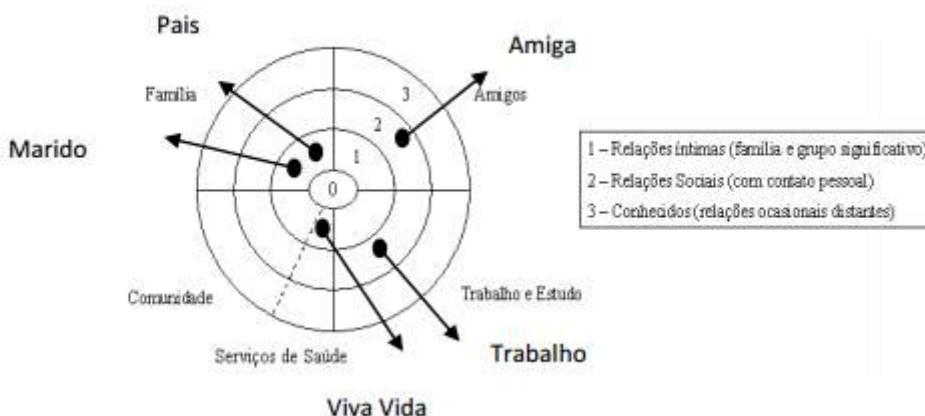 Pais
Amiga
Família
3
Amigos
2
Marido
1
0
1 – Relações íntimas (família e grupo significativo)
2 – Relações Sociais (com contato pessoal)
3 – Conhecidos (relações ocasionais distantes)
Comunidade
Trabalho e Estudo
Serviços de Saúde
Trabalho
Viva Vida